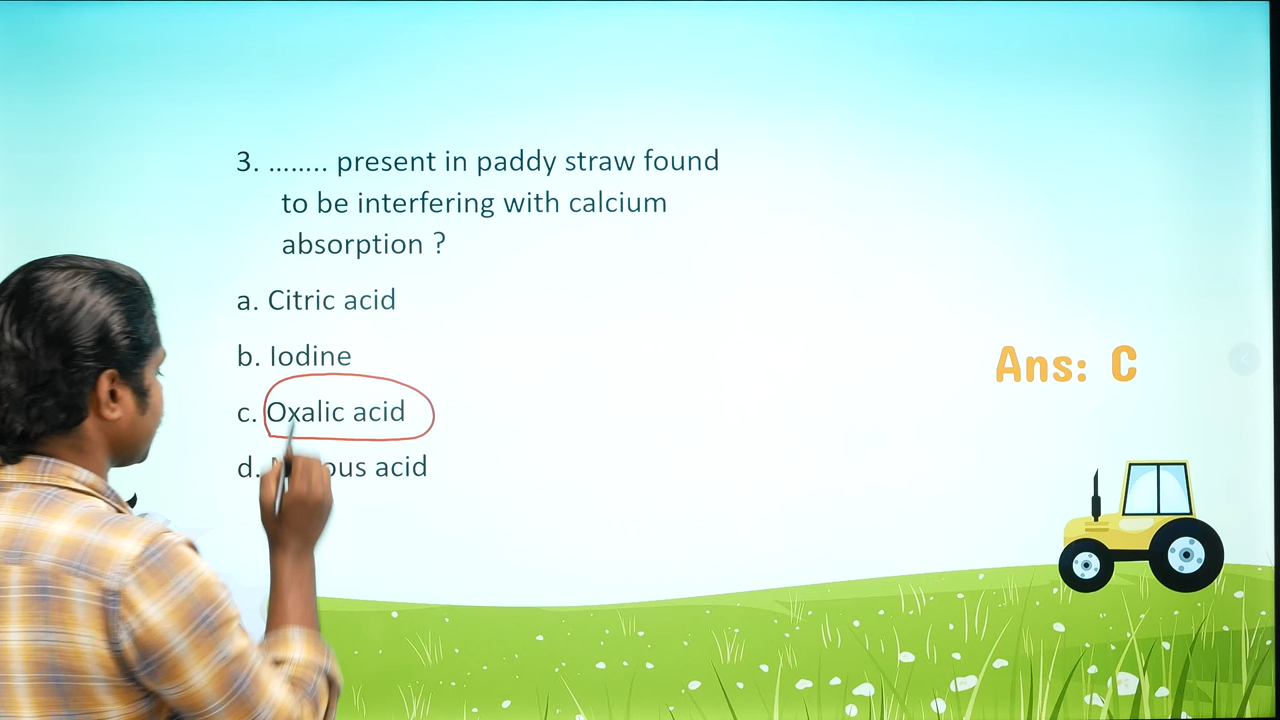 3. ........ present in paddy straw found
to be interfering with calcium
absorption ?
a. Citric acid
b. Iodine
c. Oxalic acid
d. acid
Ans: C